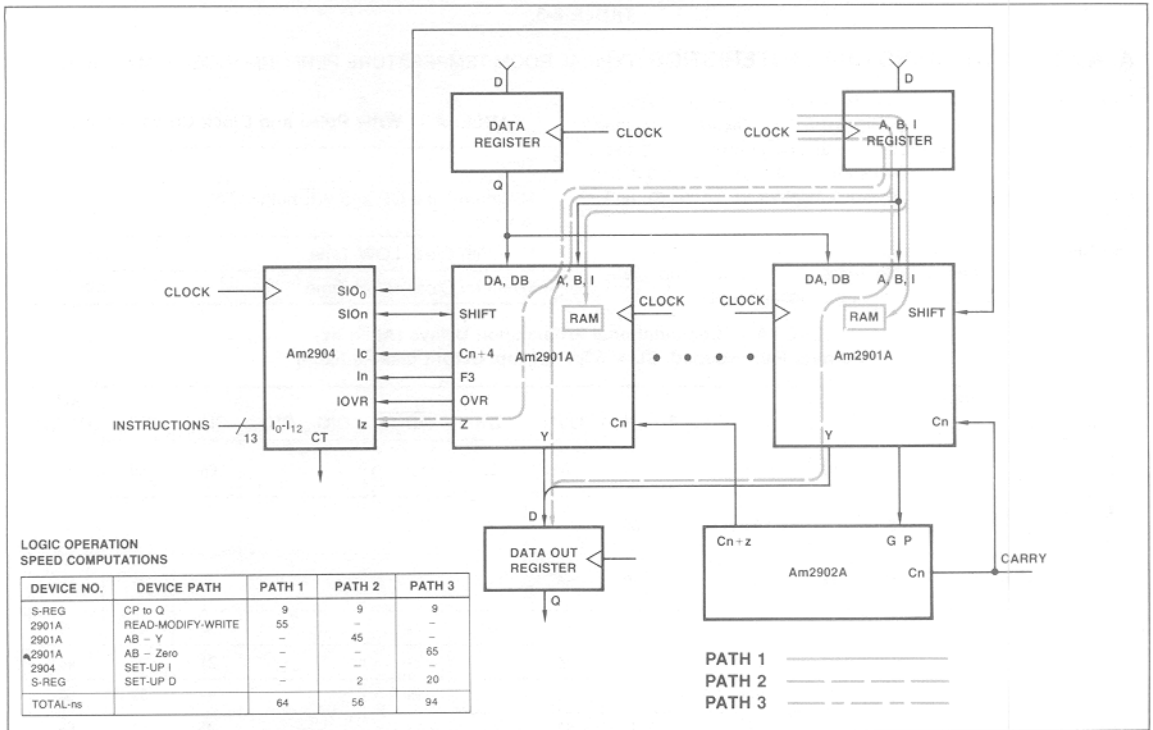 D
D
DATA
REGISTER
CLOCK
CLOCK
A, B, I
REGISTER
Q
CLOCK
SIO0
SIOn
Am2904
Ic
In
IOVR
Iz
INSTRUCTIONS
13
I0-I12
CT
DA, DB
A, B, I
SHIFT
RAM
CLOCK
Cn+4
Am2901A
F3
OVR
Z
Cn
Y
CLOCK
DA, DB
A, B, I
RAM
SHIFT
Am2901A
Cn
Y
D
DATA OUT
REGISTER
Q
Cn+z
G P
Am2902A
Cn
CARRY
LOGIC OPERATION
SPEED COMPUTATIONS
DEVICE NO. DEVICE PATH PATH 1 PATH 2 PATH 3
S-REG CP to Q 9 9 9
2901A READ-MODIFY-WRITE 55 – –
2901A AB – Y – 45 –
2901A AB – Zero – – 65
2904 SET-UP I – – –
S-REG SET-UP D – 2 20
TOTAL-ns 64 56 94
PATH 1
PATH 2
PATH 3